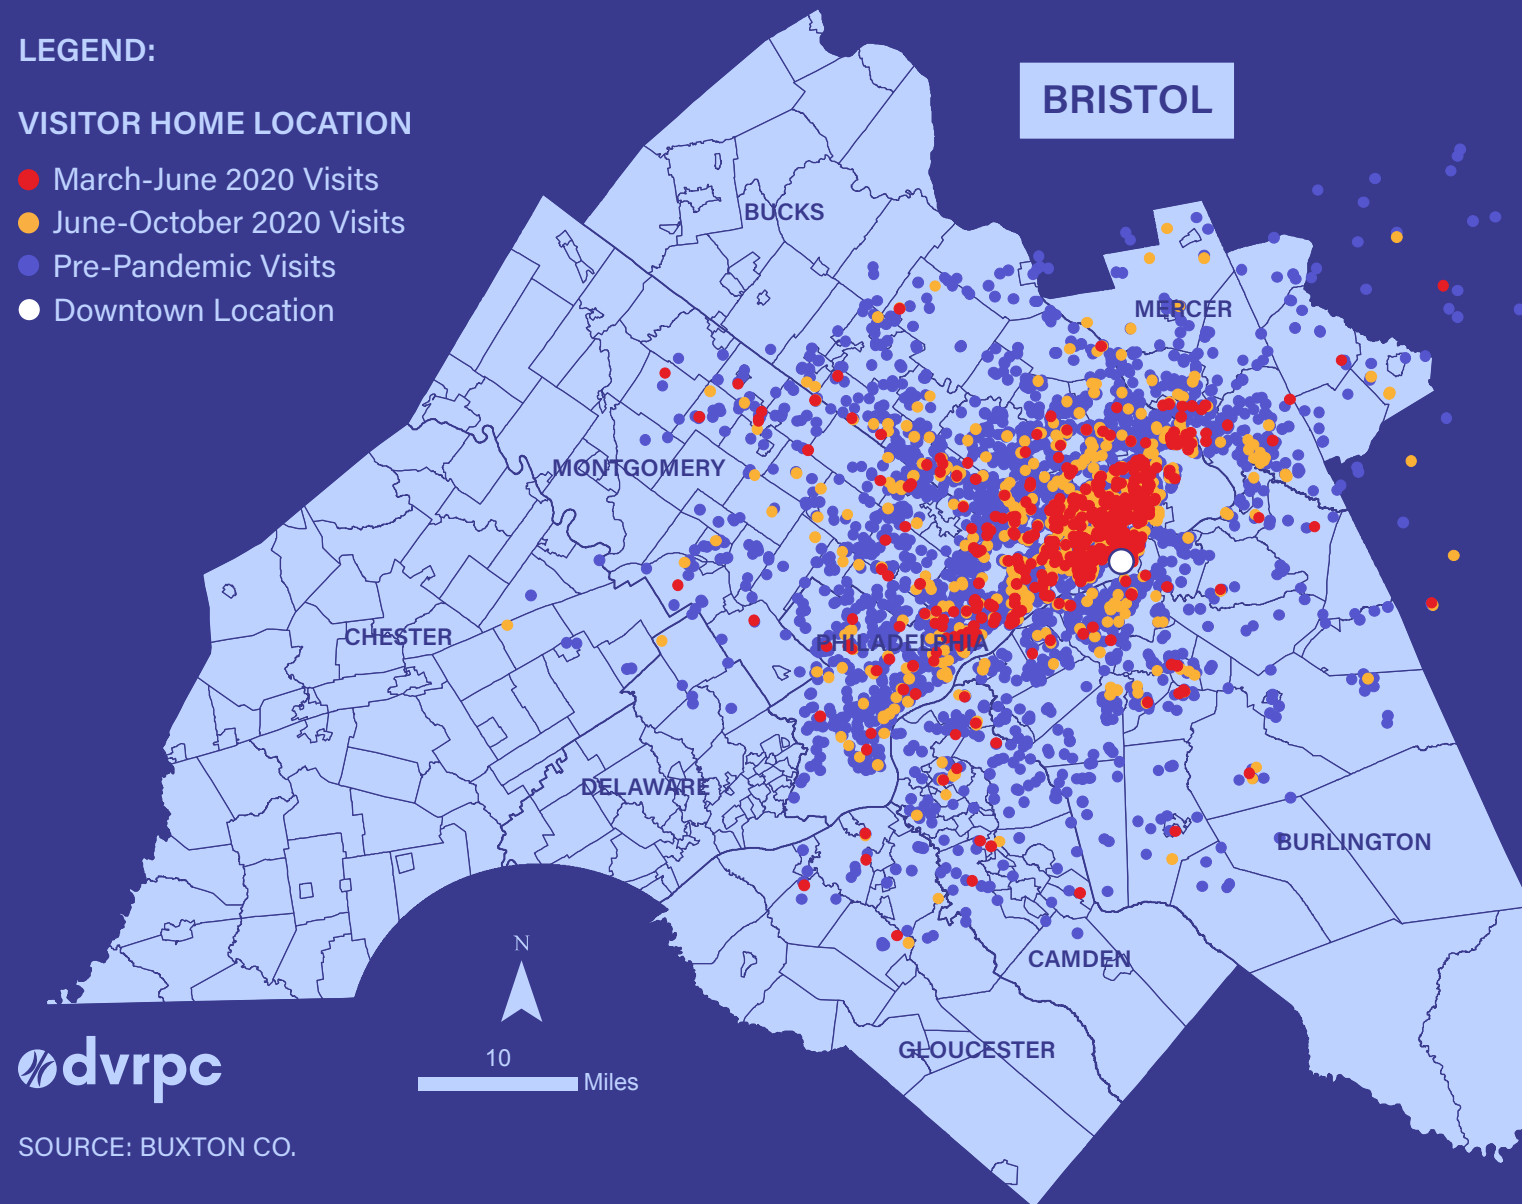 LEGEND:
VISITOR HOME LOCATION
March-June 2020 Visits
June-October 2020 Visits
Pre-Pandemic Visits
Downtown Location
BRISTOL
BUCKS
MERCER
MONTGOMERY
CHESTER
PHILADELPHIA
DELAWARE
BURLINGTON
CAMDEN
GLOUCESTER
N
10
Miles
dvrpc
SOURCE: BUXTON CO.